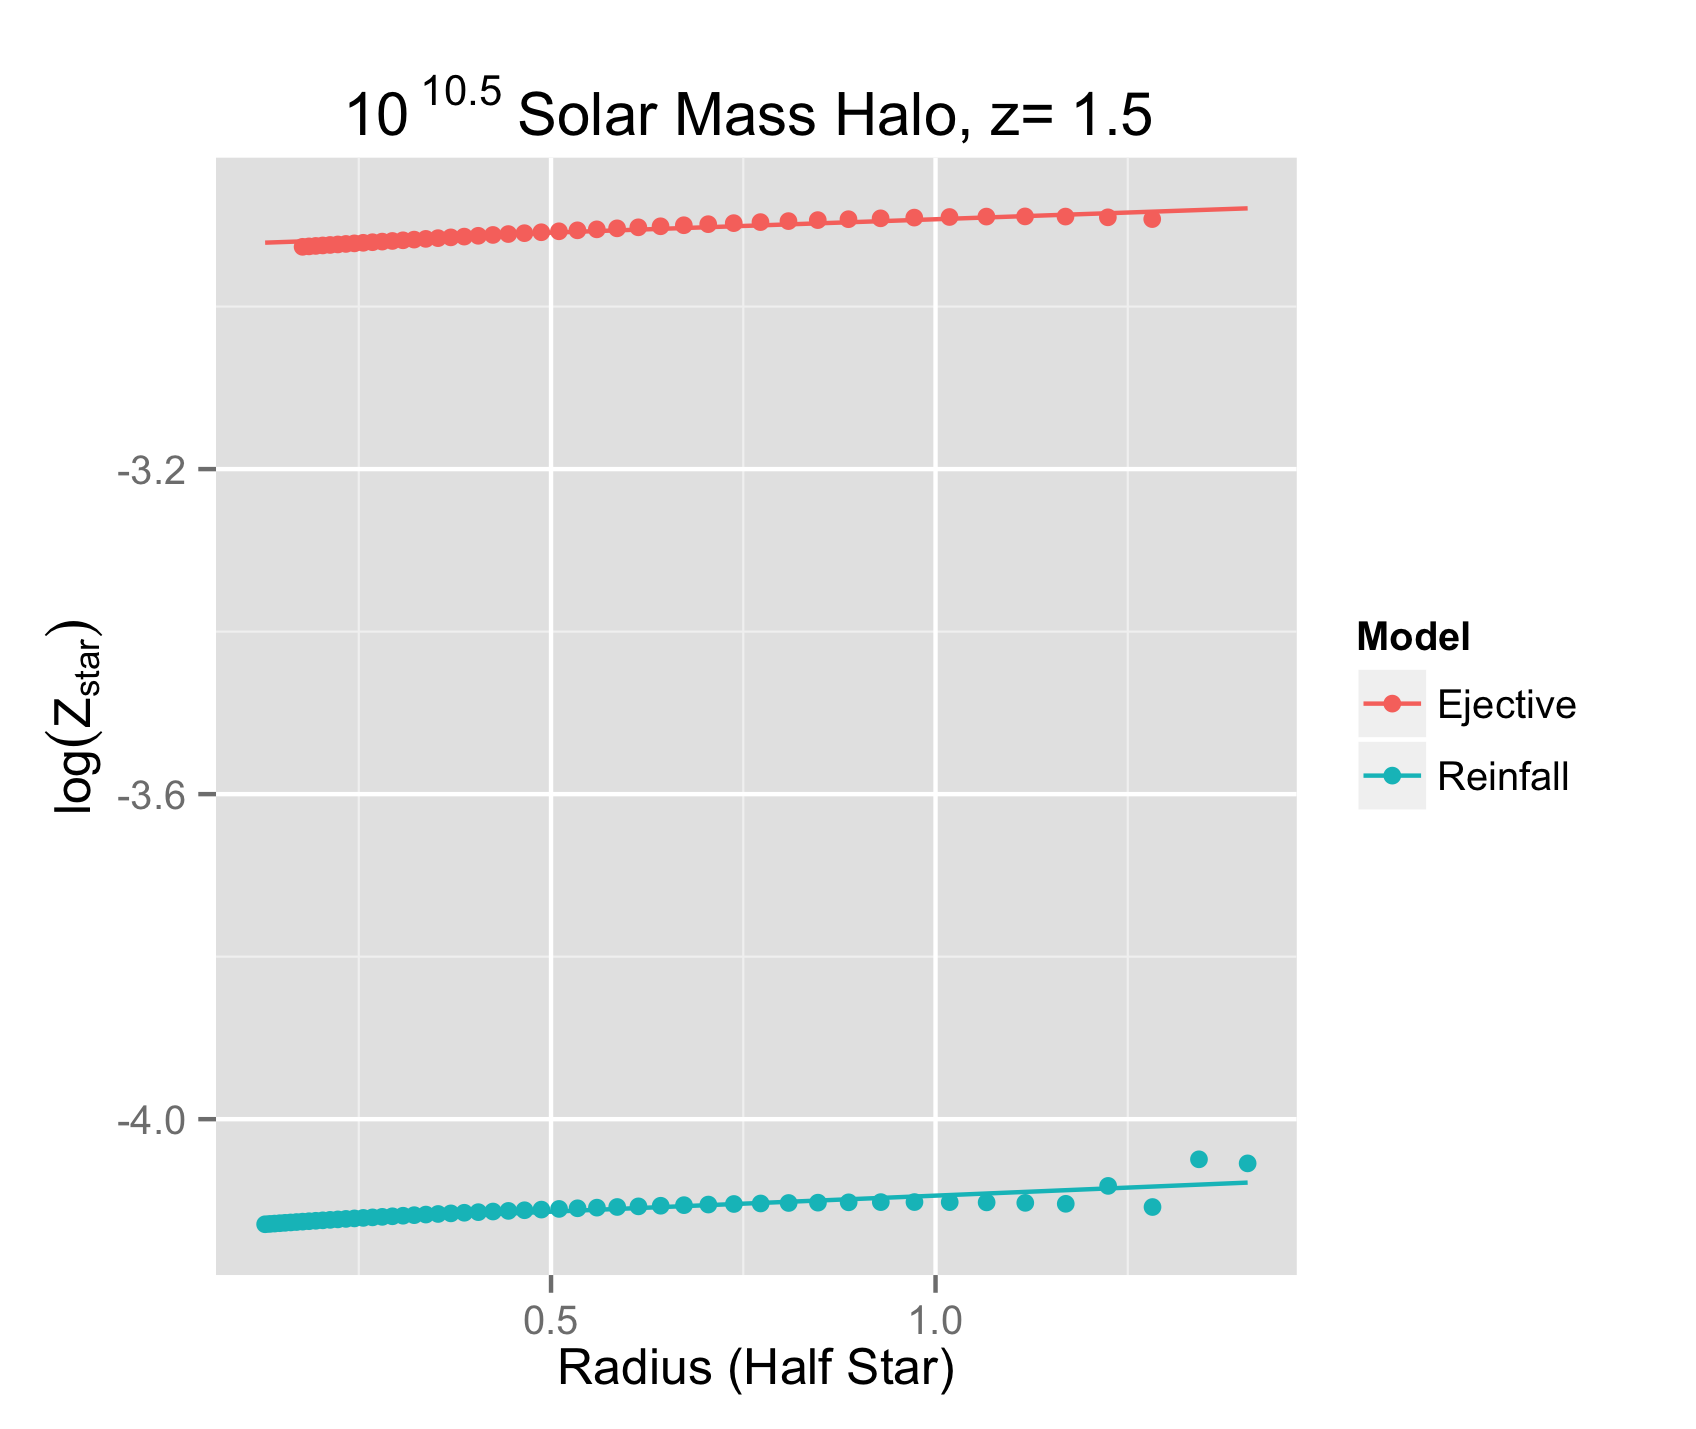 10^10.5 Solar Mass Halo, z= 1.5
log(Z_star)
-3.2
-3.6
-4.0
0.5 1.0
Radius (Half Star)
Model
Ejective
Reinfall